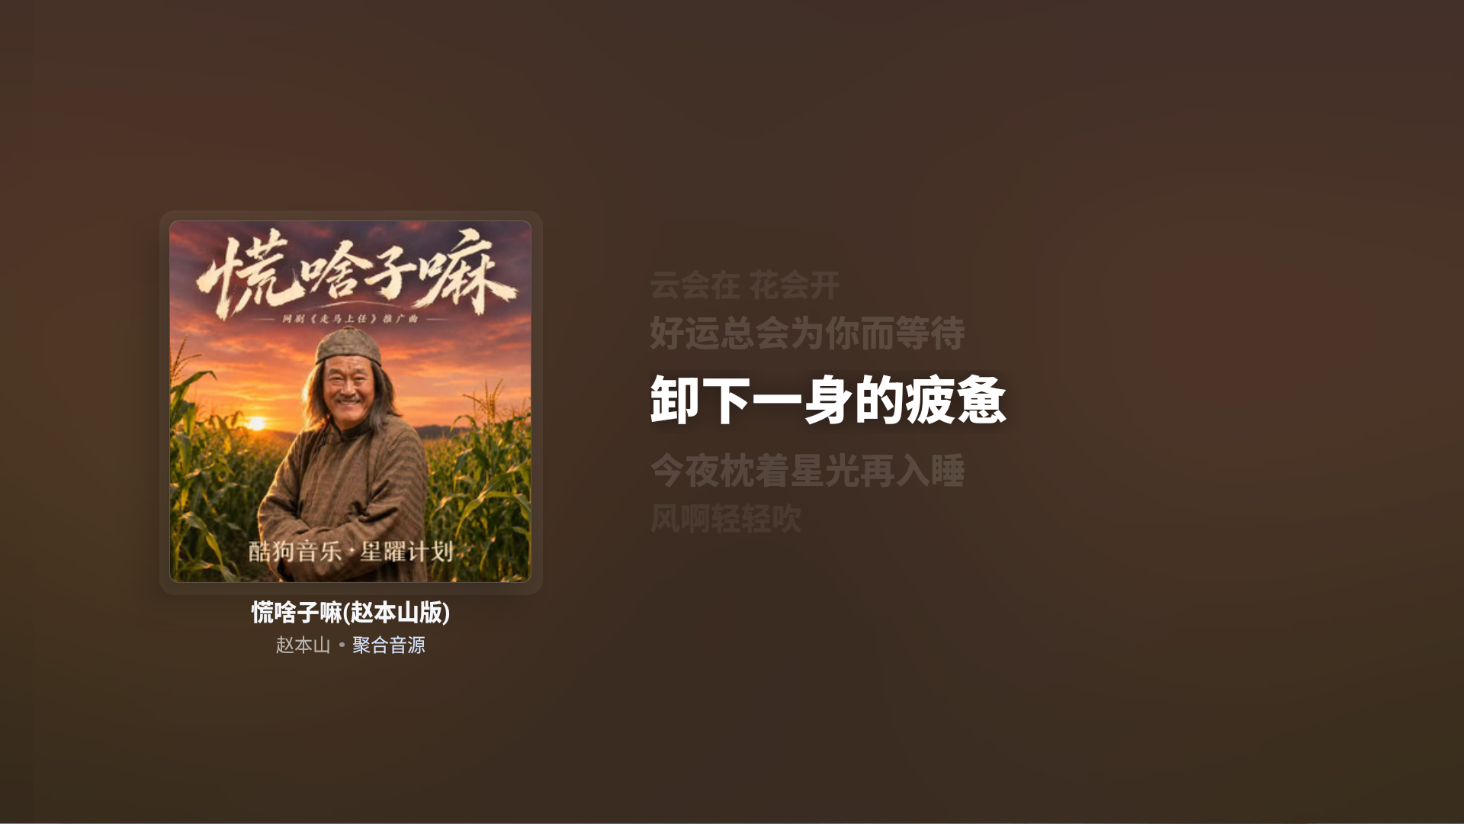 慌啥子嘛
网剧《走马上任》推广曲
酷狗音乐·星曜计划
慌啥子嘛(赵本山版)
赵本山 • 聚合音源
云会在 花会开
好运总会为你而等待
卸下一身的疲惫
今夜枕着星光再入睡
风啊轻轻吹